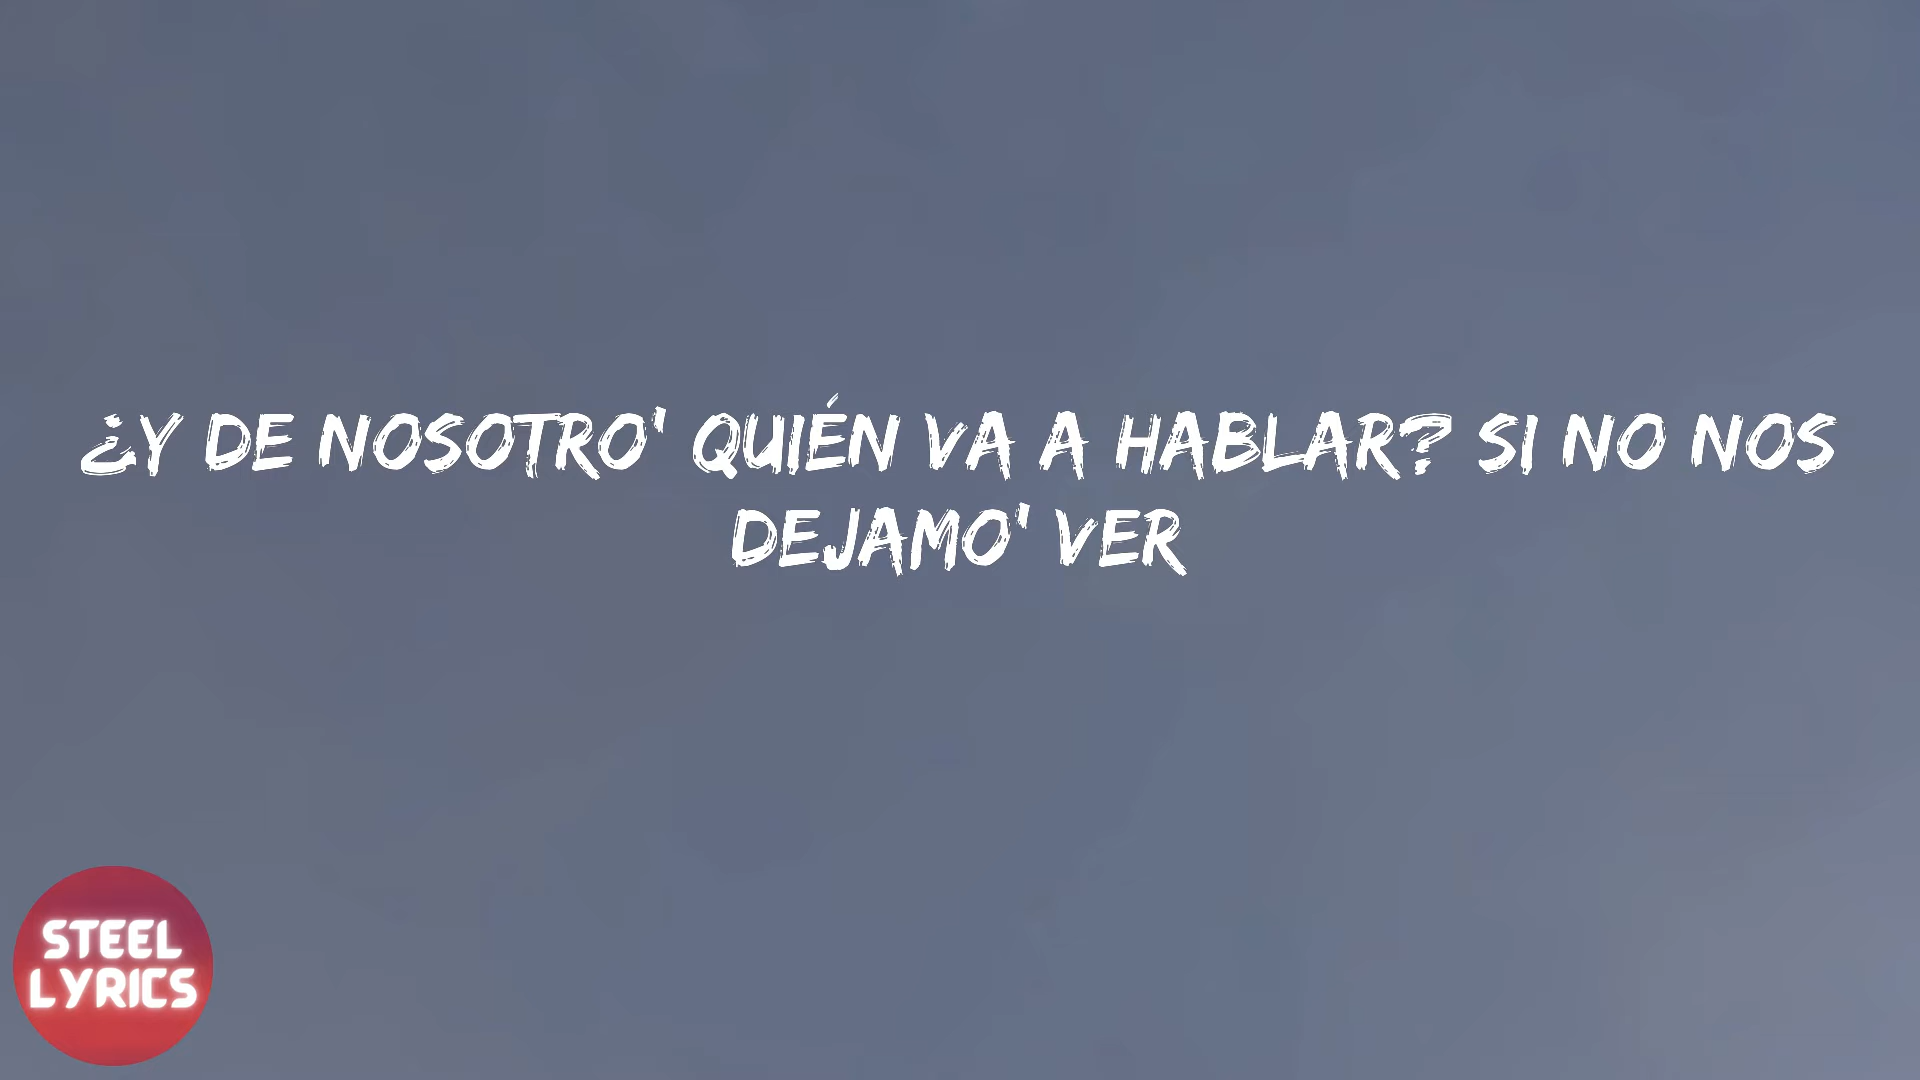 ¿Y DE NOSOTRO' QUIÉN VA A HABLAR? SI NO NOS
DEJAMO' VER
STEEL
LYRICS